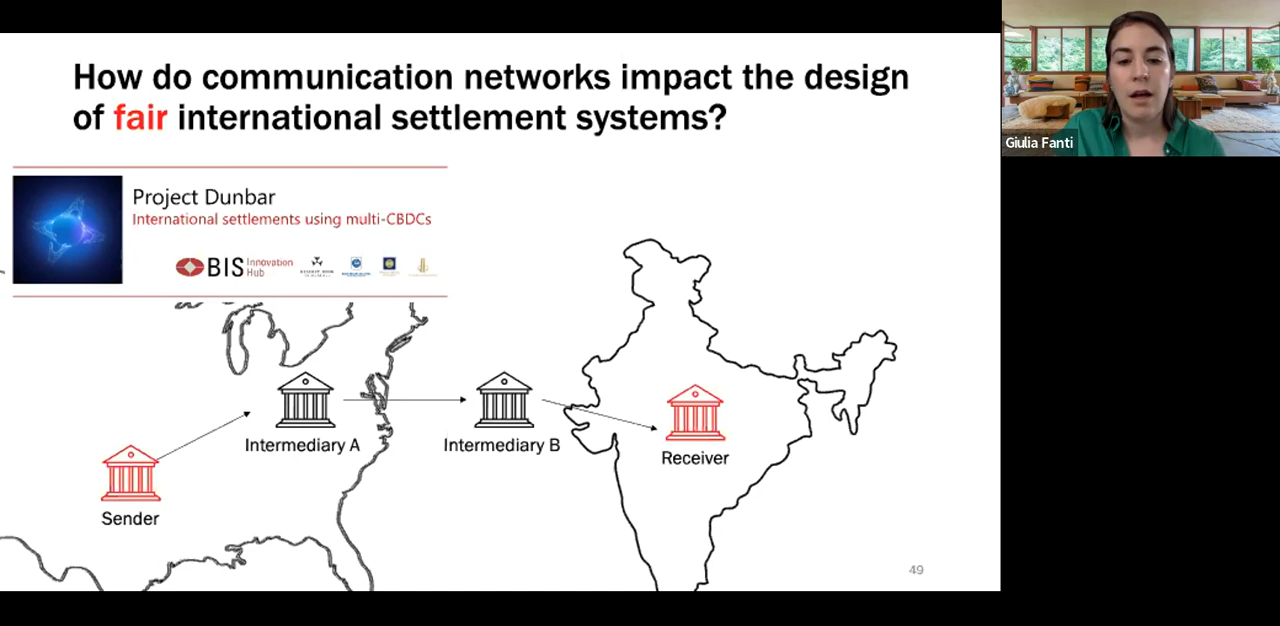 How do communication networks impact the design
of fair international settlement systems?
Giulia Fanti
Project Dunbar
International settlements using multi-CBDCs
BIS Innovation
Hub
Intermediary A
Intermediary B
Receiver
Sender
49